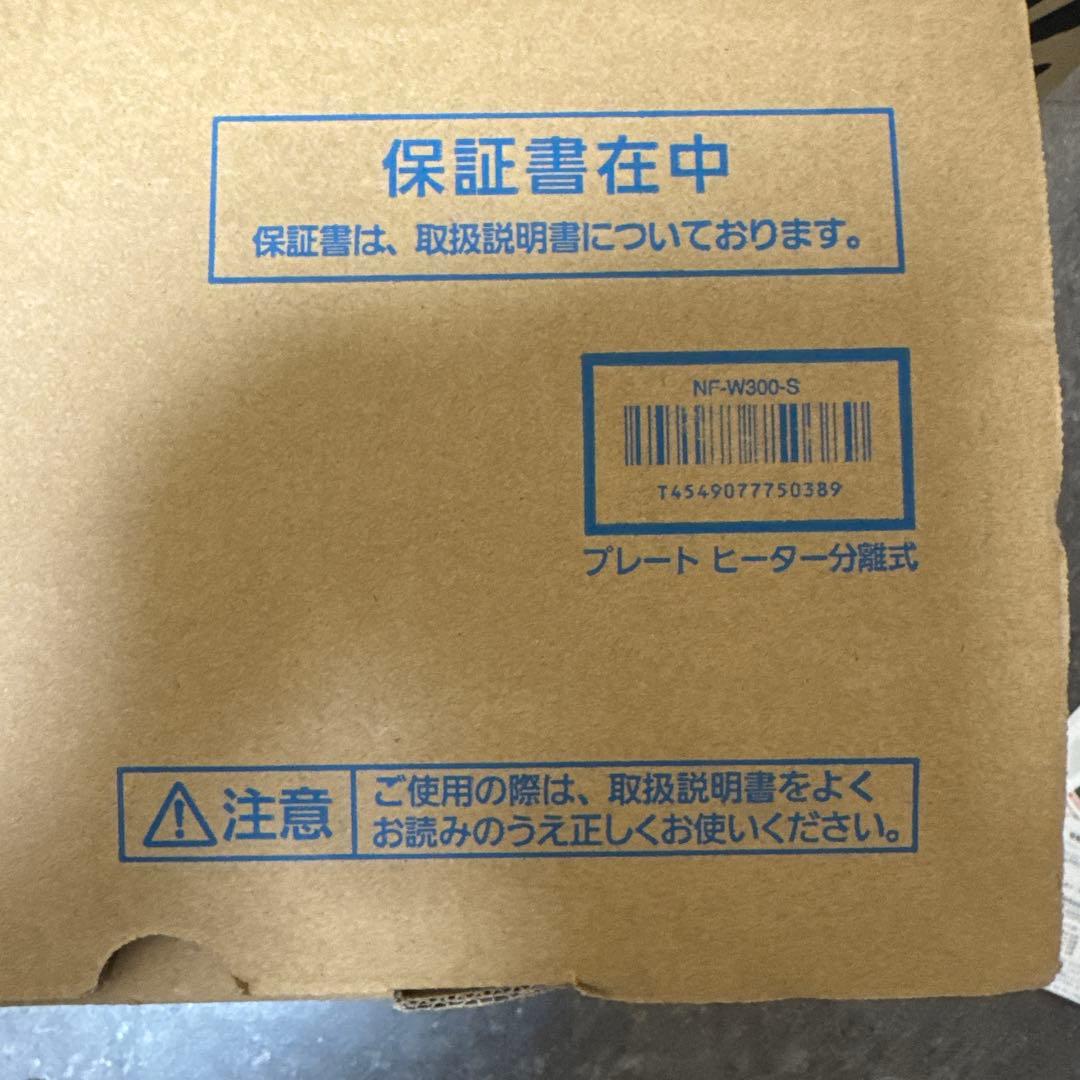 保証書在中
保証書は、取扱説明書についております。
NF-W300-S
T4549077750389
プレート ヒーター分離式
注意
ご使用の際は、取扱説明書をよく
お読みのうえ正しくお使いください。